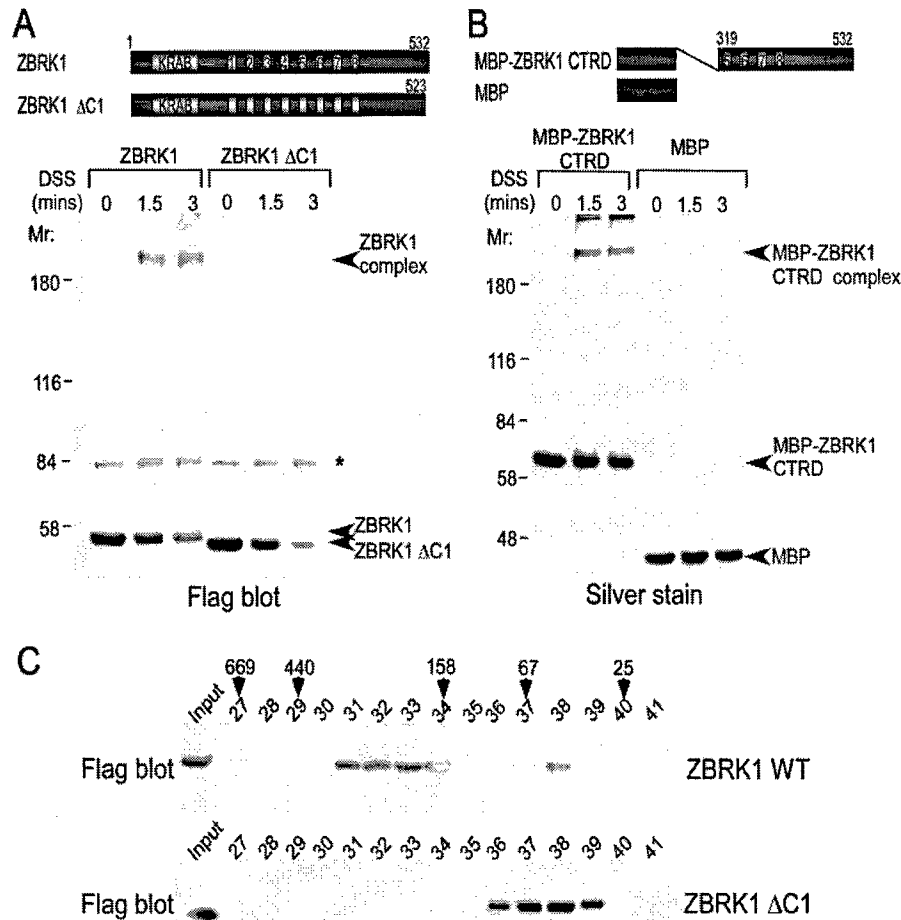 A
1 532
ZBRK1 KRAB 1 2 3 4 5 6 7 8
523
ZBRK1 ΔC1 KRAB
ZBRK1 ZBRK1 ΔC1
DSS
(mins) 0 1.5 3 0 1.5 3
Mr:
ZBRK1
complex
180
116
84 *
58
ZBRK1
ZBRK1 ΔC1
Flag blot
B
319 532
MBP-ZBRK1 CTRD 5 6 7 8
MBP
MBP-ZBRK1
CTRD
MBP
DSS
(mins) 0 1.5 3 0 1.5 3
Mr:
MBP-ZBRK1
CTRD complex
180
116
84
MBP-ZBRK1
CTRD
58
48
MBP
Silver stain
C
669 440 158 67 25
Input 27 28 29 30 31 32 33 34 35 36 37 38 39 40 41
Flag blot ZBRK1 WT
Input 27 28 29 30 31 32 33 34 35 36 37 38 39 40 41
Flag blot ZBRK1 ΔC1